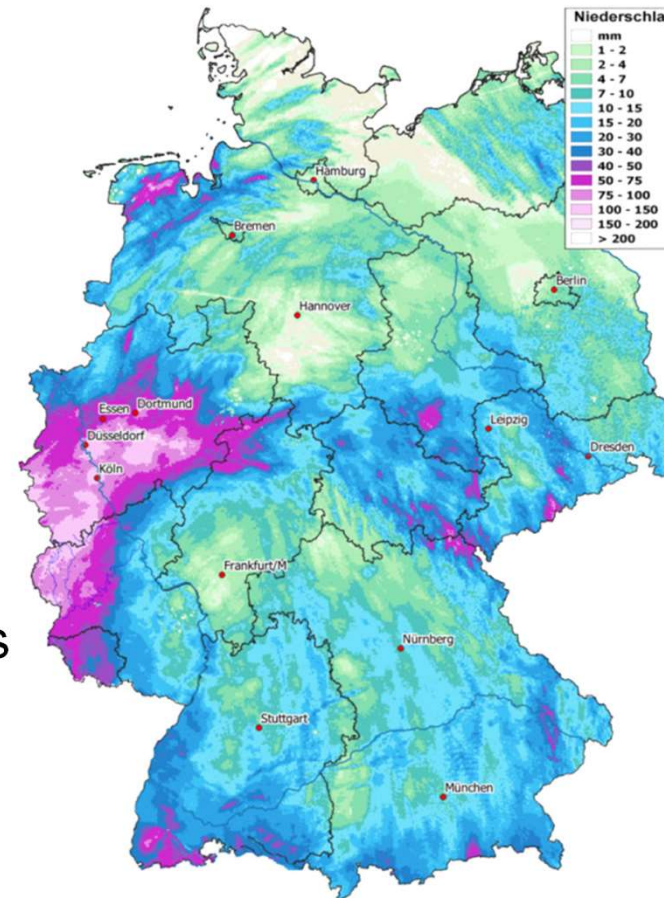 Niederschla
mm
1 - 2
2 - 4
4 - 7
7 - 10
10 - 15
15 - 20
20 - 30
30 - 40
40 - 50
50 - 75
75 - 100
100 - 150
150 - 200
> 200
Hamburg
Bremen
Berlin
Hannover
Essen
Dortmund
Düsseldorf
Leipzig
Dresden
Köln
Frankfurt/M
s
Nürnberg
Stuttgart
München